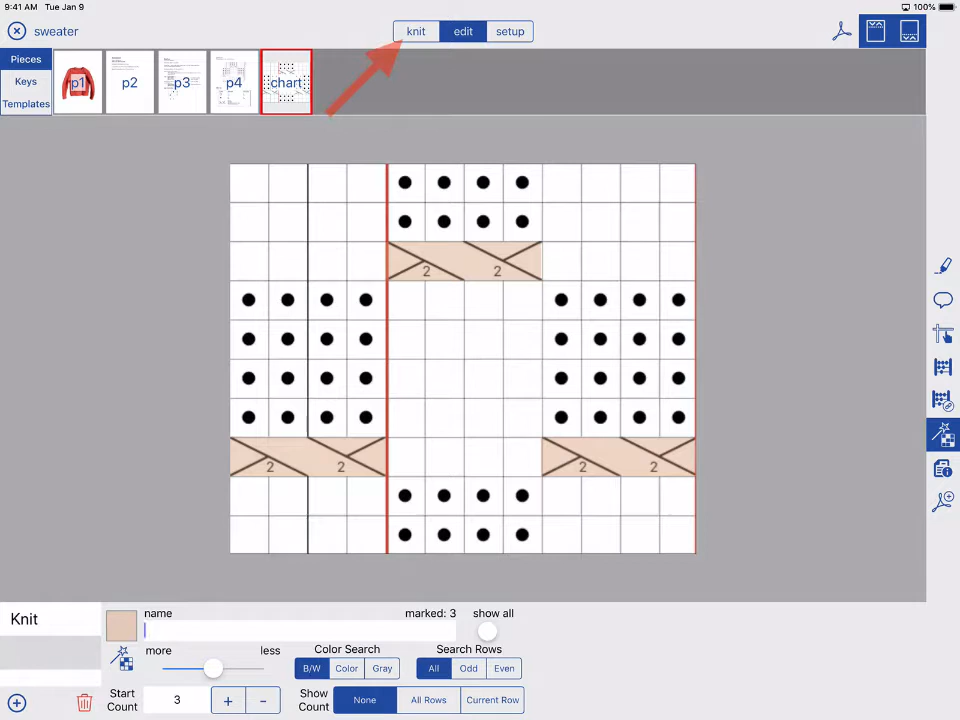 9:41 AM Tue Jan 9
100%
sweater
knit edit setup
Pieces
Keys
Templates
p1 p2 p3 p4 chart
2 2
2 2 2 2
Knit
name marked: 3 show all
more less
Color Search Search Rows
B/W Color Gray All Odd Even
Start Count 3 + - Show Count None All Rows Current Row